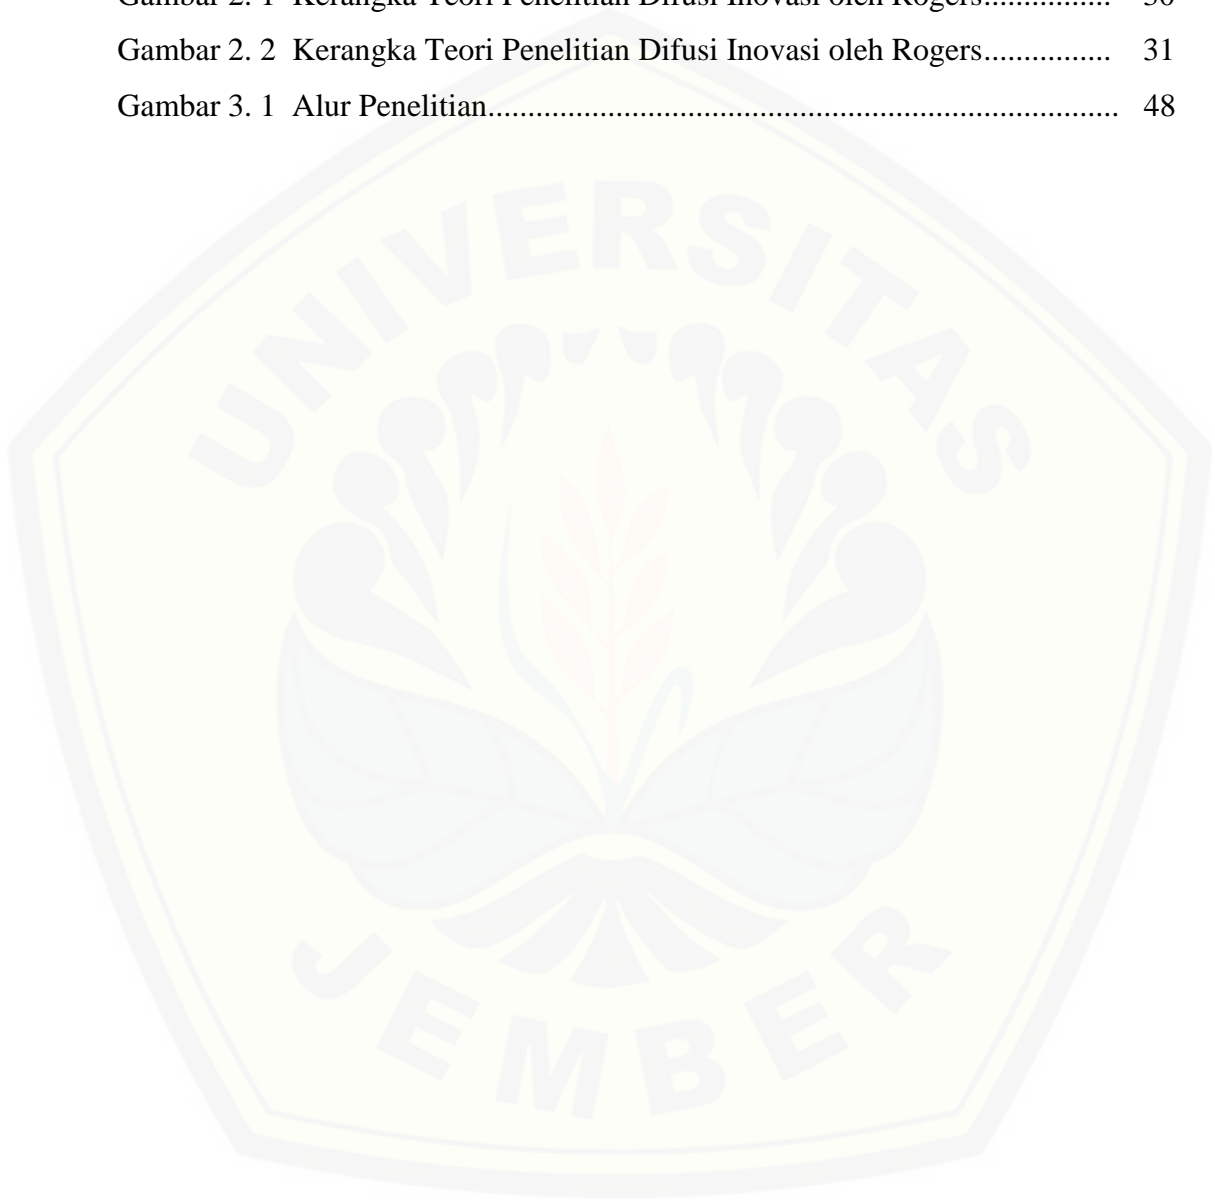 Gambar 2. 1 Kerangka Teori Penelitian Difusi Inovasi oleh Rogers................ 30
Gambar 2. 2 Kerangka Teori Penelitian Difusi Inovasi oleh Rogers................ 31
Gambar 3. 1 Alur Penelitian............................................................................... 48
UNIVERSITAS
JEMBER